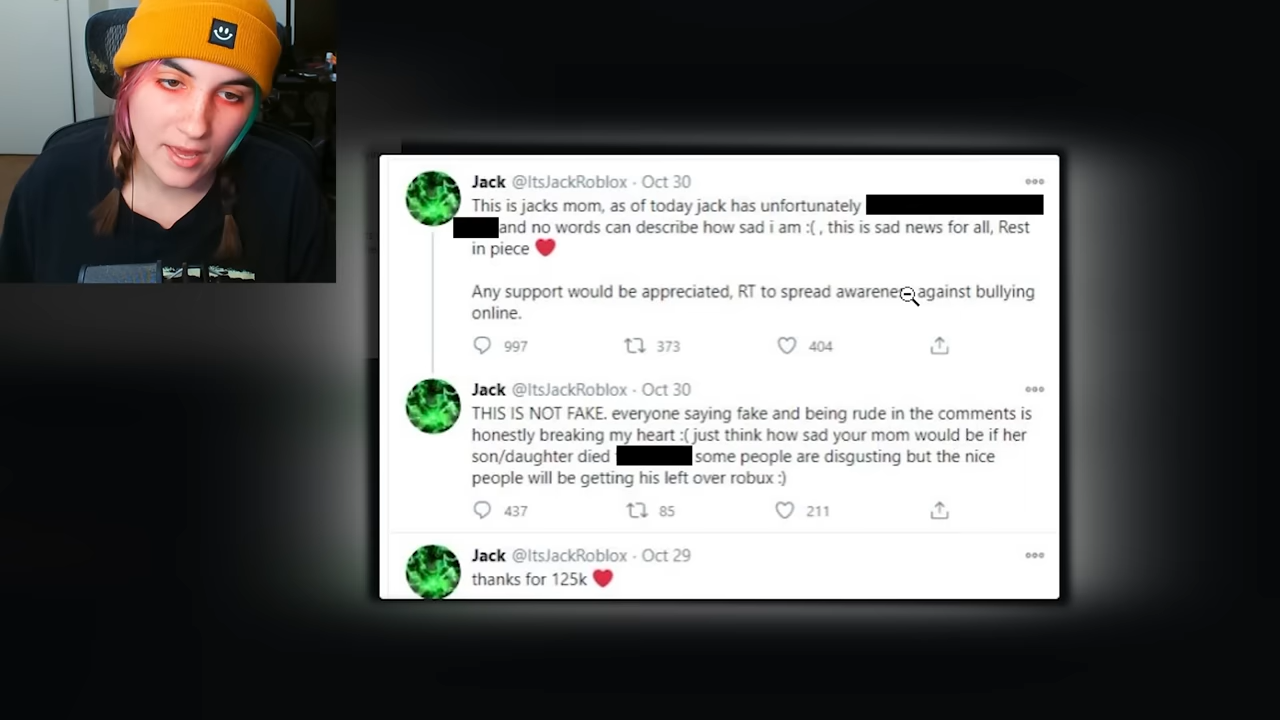 Jack @ItsJackRoblox · Oct 30
This is jacks mom, as of today jack has unfortunately
and no words can describe how sad i am :( , this is sad news for all, Rest
in piece ❤
Any support would be appreciated, RT to spread against bullying
online.
997 373 404
Jack @ItsJackRoblox · Oct 30
THIS IS NOT FAKE. everyone saying fake and being rude in the comments is
honestly breaking my heart :( just think how sad your mom would be if her
son/daughter died some people are disgusting but the nice
people will be getting his left over robux :)
437 85 211
Jack @ItsJackRoblox · Oct 29
thanks for 125k ❤